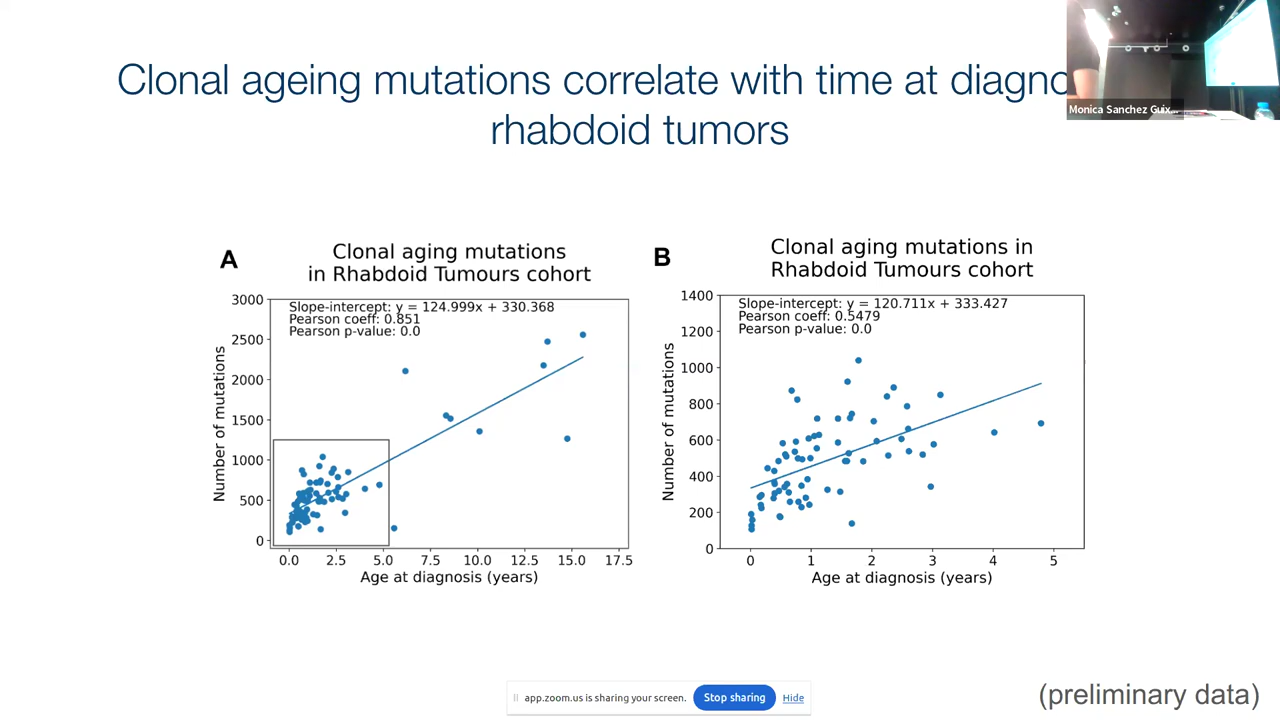 Clonal ageing mutations correlate with time at diagno
rhabdoid tumors
Monica Sanchez Guix...
A
Clonal aging mutations
in Rhabdoid Tumours cohort
Slope-intercept: y = 124.999x + 330.368
Pearson coeff: 0.851
Pearson p-value: 0.0
Number of mutations
3000
2500
2000
1500
1000
500
0
0.0 2.5 5.0 7.5 10.0 12.5 15.0 17.5
Age at diagnosis (years)
B
Clonal aging mutations in
Rhabdoid Tumours cohort
Slope-intercept: y = 120.711x + 333.427
Pearson coeff: 0.5479
Pearson p-value: 0.0
Number of mutations
1400
1200
1000
800
600
400
200
0
0 1 2 3 4 5
Age at diagnosis (years)
app.zoom.us is sharing your screen. Stop sharing Hide
(preliminary data)